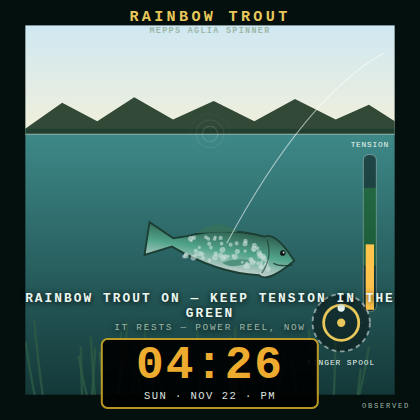 RAINBOW TROUT
MEPPS AGLIA SPINNER
TENSION
RAINBOW TROUT ON — KEEP TENSION IN THE
GREEN
IT RESTS — POWER REEL, NOW
04:26
SUN · NOV 22 · PM
NGER SPOOL
OBSERVED